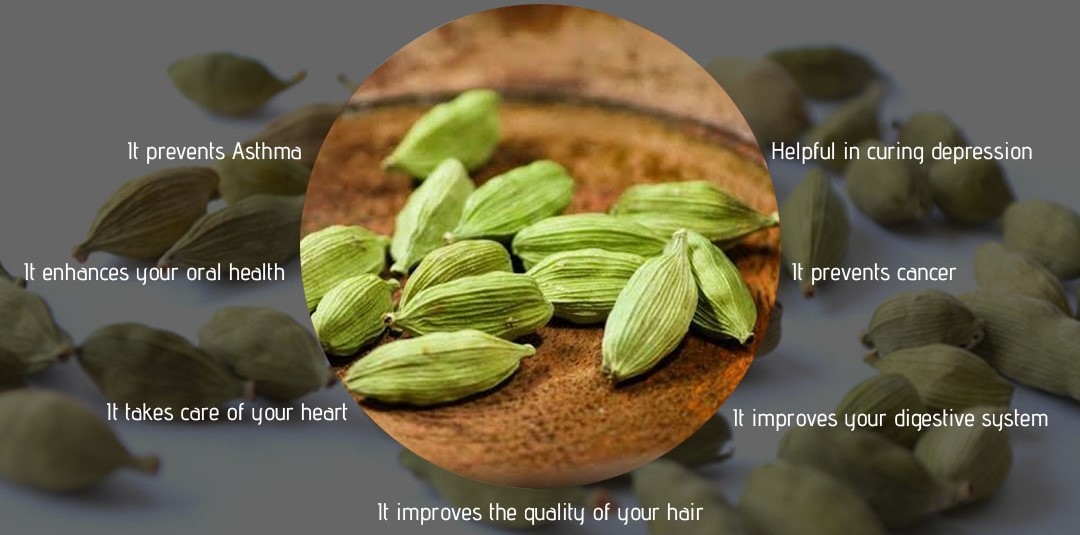 It prevents Asthma
Helpful in curing depression
It enhances your oral health
It prevents cancer
It takes care of your heart
It improves your digestive system
It improves the quality of your hair